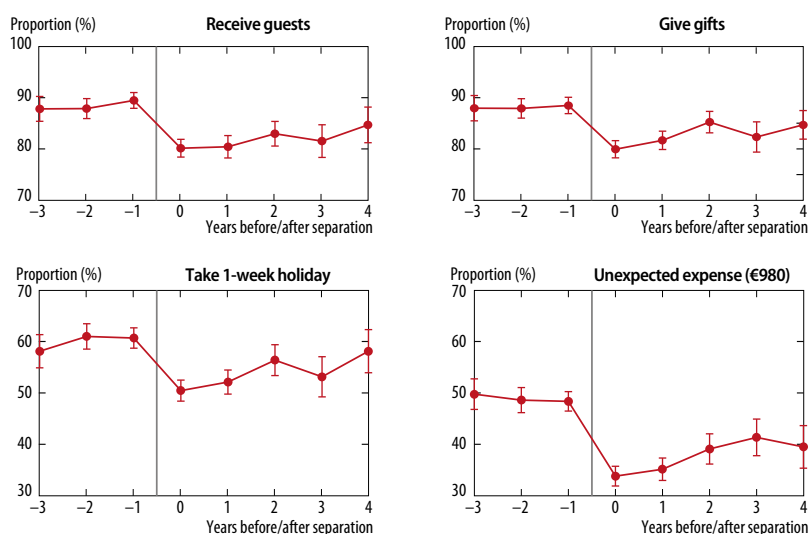 Proportion (%) Receive guests
100
90
80
70
−3 −2 −1 0 1 2 3 4
Years before/after separation
Proportion (%) Give gifts
100
90
80
70
−3 −2 −1 0 1 2 3 4
Years before/after separation
Proportion (%) Take 1-week holiday
70
60
50
40
30
−3 −2 −1 0 1 2 3 4
Years before/after separation
Proportion (%) Unexpected expense (€980)
70
60
50
40
30
−3 −2 −1 0 1 2 3 4
Years before/after separation